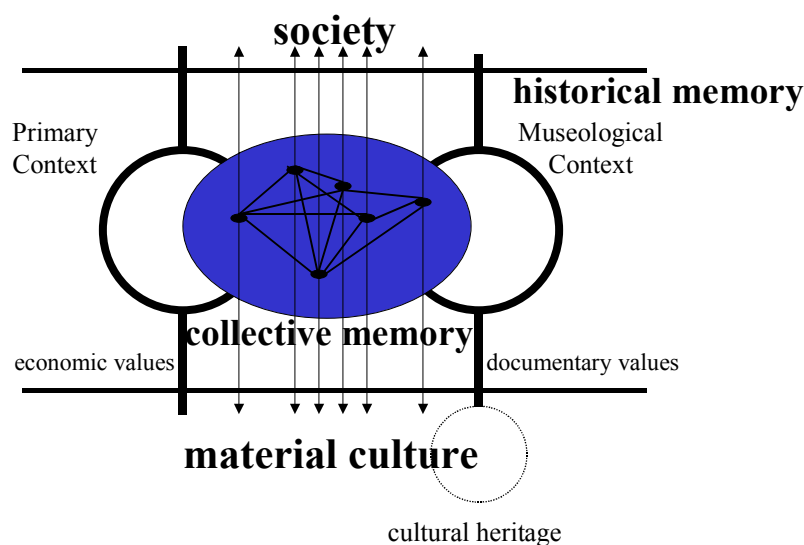 society
historical memory
Primary
Context
Museological
Context
collective memory
economic values
documentary values
material culture
cultural heritage